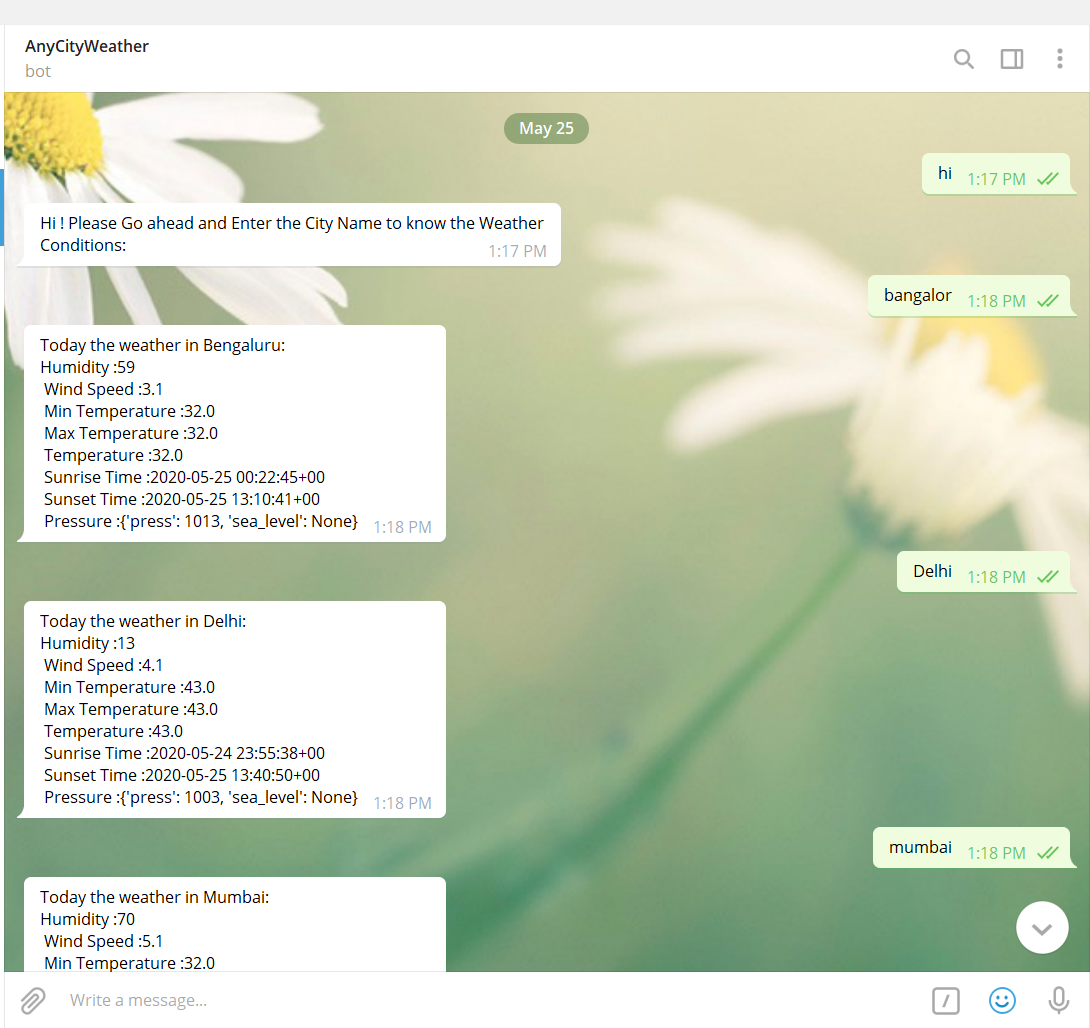 AnyCityWeather
bot
May 25
hi 1:17 PM
Hi ! Please Go ahead and Enter the City Name to know the Weather
Conditions:
1:17 PM
bangalor 1:18 PM
Today the weather in Bengaluru:
Humidity :59
Wind Speed :3.1
Min Temperature :32.0
Max Temperature :32.0
Temperature :32.0
Sunrise Time :2020-05-25 00:22:45+00
Sunset Time :2020-05-25 13:10:41+00
Pressure :{'press': 1013, 'sea_level': None} 1:18 PM
Delhi 1:18 PM
Today the weather in Delhi:
Humidity :13
Wind Speed :4.1
Min Temperature :43.0
Max Temperature :43.0
Temperature :43.0
Sunrise Time :2020-05-24 23:55:38+00
Sunset Time :2020-05-25 13:40:50+00
Pressure :{'press': 1003, 'sea_level': None} 1:18 PM
mumbai 1:18 PM
Today the weather in Mumbai:
Humidity :70
Wind Speed :5.1
Min Temperature :32.0
Write a message...